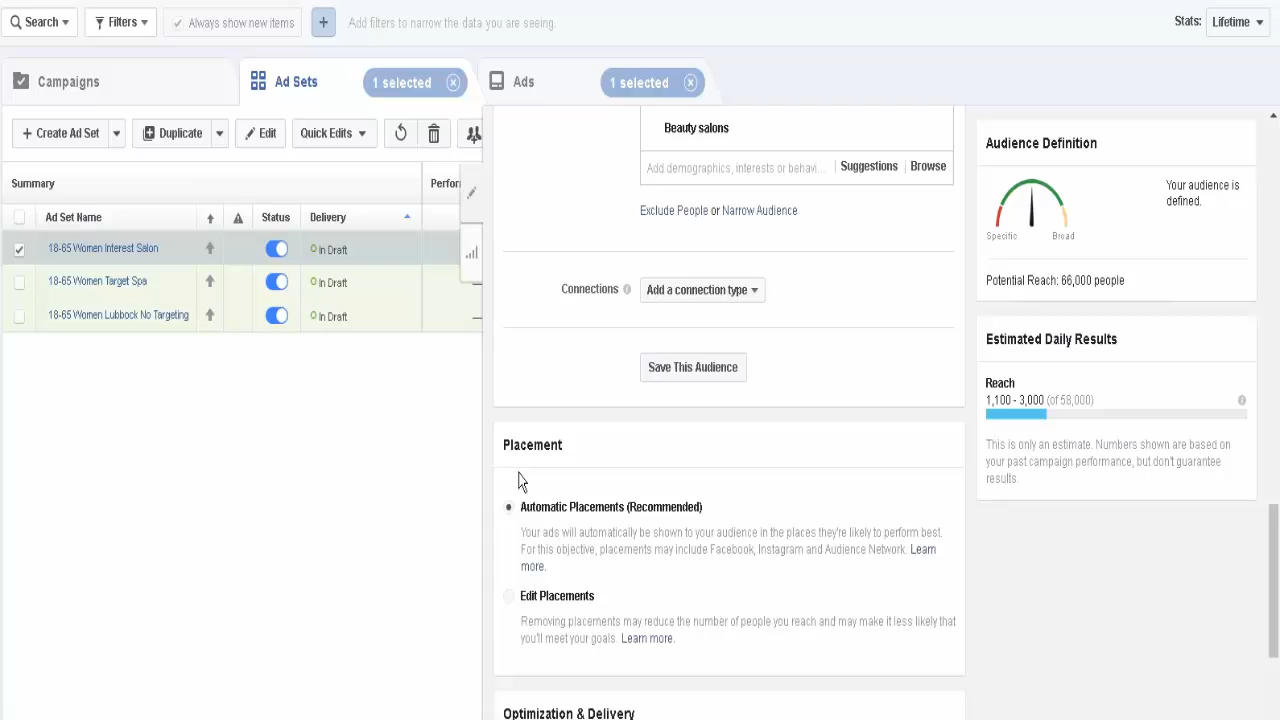 Search
Filters
Always show new items
+
Add filters to narrow the data you are seeing.
Stats:
Lifetime
Campaigns
Ad Sets
1 selected
Ads
1 selected
+ Create Ad Set
Duplicate
Edit
Quick Edits
Summary
Perfor
Ad Set Name
Status
Delivery
18-65 Women Interest Salon
In Draft
18-65 Women Target Spa
In Draft
18-65 Women Lubbock No Targeting
In Draft
Beauty salons
Add demographics, interests or behavi...
Suggestions
Browse
Exclude People or Narrow Audience
Connections
Add a connection type
Save This Audience
Placement
Automatic Placements (Recommended)
Your ads will automatically be shown to your audience in the places they're likely to perform best.
For this objective, placements may include Facebook, Instagram and Audience Network. Learn
more.
Edit Placements
Removing placements may reduce the number of people you reach and may make it less likely that
you'll meet your goals. Learn more.
Optimization & Delivery
Audience Definition
Your audience is
defined.
Specific
Broad
Potential Reach: 66,000 people
Estimated Daily Results
Reach
1,100 - 3,000 (of 58,000)
This is only an estimate. Numbers shown are based on
your past campaign performance, but don't guarantee
results.